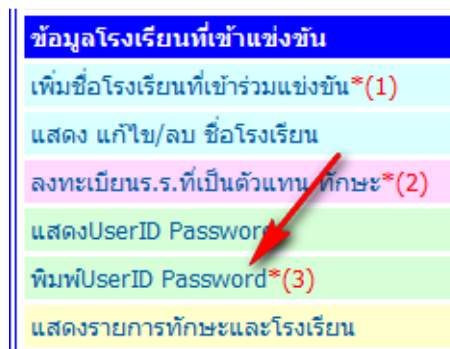 ข้อมูลโรงเรียนที่เข้าแข่งขัน
เพิ่มชื่อโรงเรียนที่เข้าร่วมแข่งขัน*(1)
แสดง แก้ไข/ลบ ชื่อโรงเรียน
ลงทะเบียนร.ร.ที่เป็นตัวแทน ทักษะ*(2)
แสดงUserID Password
พิมพ์UserID Password*(3)
แสดงรายการทักษะและโรงเรียน